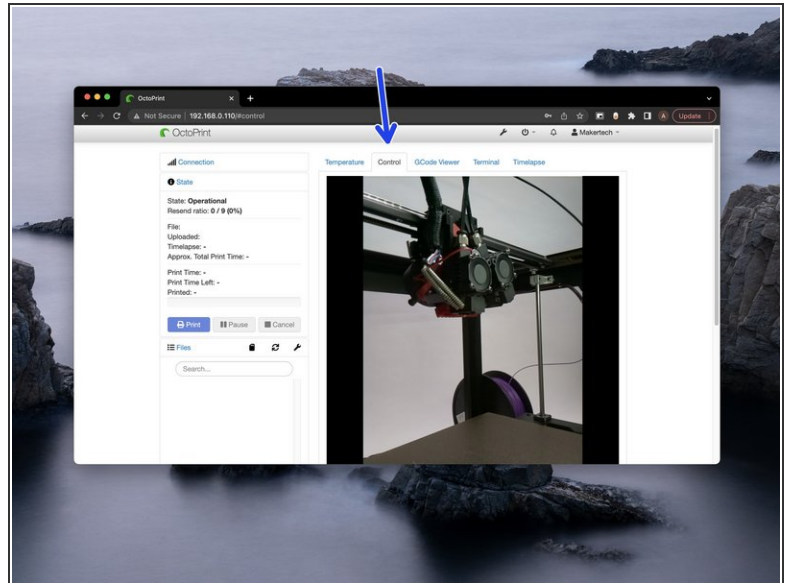 OctoPrint
Not Secure | 192.168.0.110/#control
Update
OctoPrint
Makertech
Connection
State
State: Operational
Resend ratio: 0 / 9 (0%)
File:
Uploaded:
Timelapse: -
Approx. Total Print Time: -
Print Time: -
Print Time Left: -
Printed: -
Print Pause Cancel
Files
Search...
Temperature Control GCode Viewer Terminal Timelapse